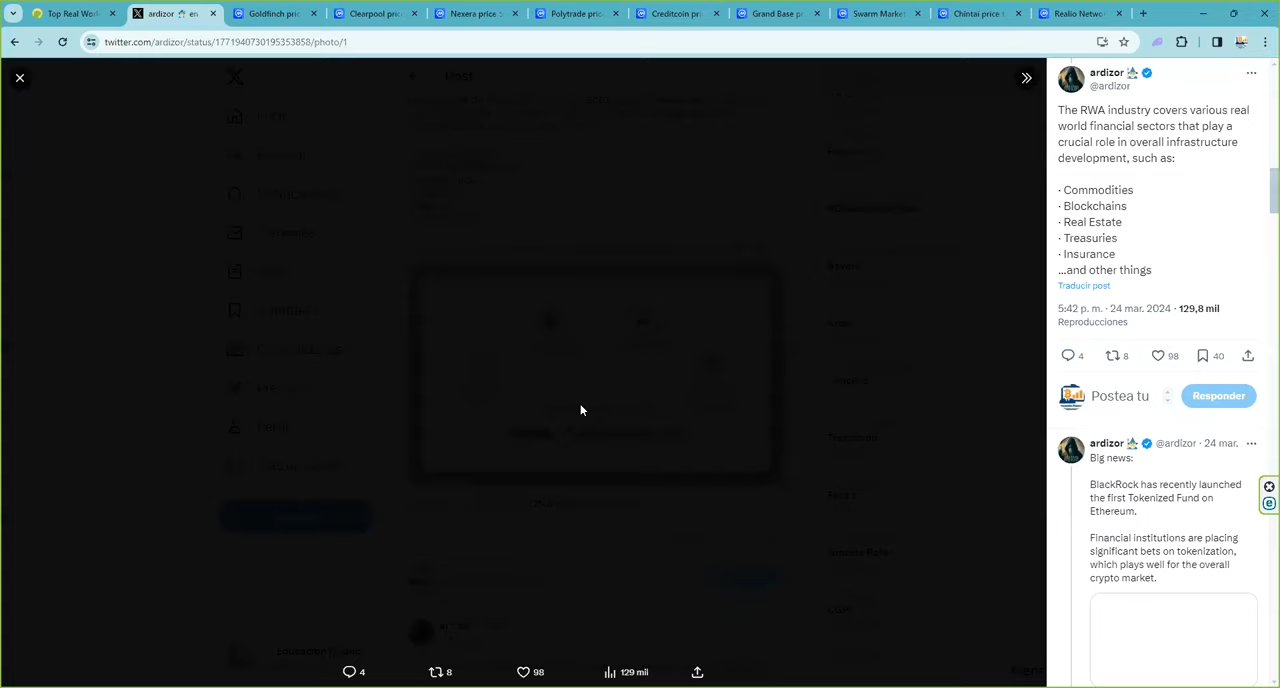 Top Real Worl
ardizor
en
Goldfinch pric
Clearpool price
Nexera price :
Polytrade pric
Creditcoin pri
Grand Base pr
Swarm Market
Chintai price t
Realio Netwo
twitter.com/ardizor/status/1771940730195353858/photo/1
Post
ardizor
@ardizor
The RWA industry covers various real
world financial sectors that play a
crucial role in overall infrastructure
development, such as:
· Commodities
· Blockchains
· Real Estate
· Treasuries
· Insurance
...and other things
Traducir post
5:42 p. m. · 24 mar. 2024 · 129,8 mil
Reproducciones
4 8 98 40
Postea tu
Responder
ardizor @ardizor · 24 mar.
Big news:
BlackRock has recently launched
the first Tokenized Fund on
Ethereum.
Financial institutions are placing
significant bets on tokenization,
which plays well for the overall
crypto market.
4 8 98 129 mil